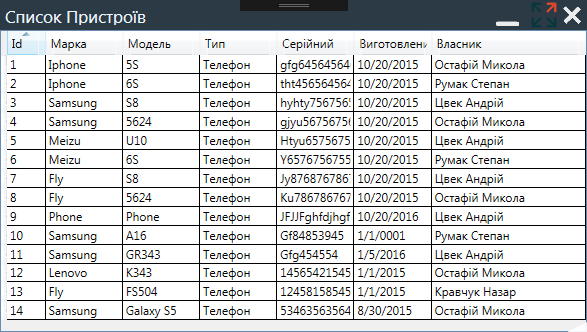 Список Пристроїв
Id Марка Модель Тип Серійний Виготовлени Власник
1 Iphone 5S Телефон gfg64564564 10/20/2015 Остафій Микола
2 Iphone 6S Телефон tht456564564 10/20/2015 Румак Степан
3 Samsung S8 Телефон hyhty7567565 10/20/2015 Цвек Андрій
4 Samsung 5624 Телефон gjyu56756756 10/20/2015 Остафій Микола
5 Meizu U10 Телефон Htyu6575675 10/20/2015 Цвек Андрій
6 Meizu 6S Телефон Y6576756755 10/20/2015 Румак Степан
7 Fly S8 Телефон Jy8768767867 10/20/2015 Цвек Андрій
8 Fly 5624 Телефон Ku786786767 10/20/2015 Остафій Микола
9 Phone Phone Телефон JFJJFghfdjhgf 10/20/2016 Цвек Андрій
10 Samsung A16 Телефон Gf84853945 1/1/0001 Румак Степан
11 Samsung GR343 Телефон Gfg454554 1/5/2016 Цвек Андрій
12 Lenovo K343 Телефон 14565421545 1/1/2015 Остафій Микола
13 Fly FS504 Телефон 12458158545 1/1/2015 Кравчук Назар
14 Samsung Galaxy S5 Телефон 53463563564 8/30/2015 Остафій Микола